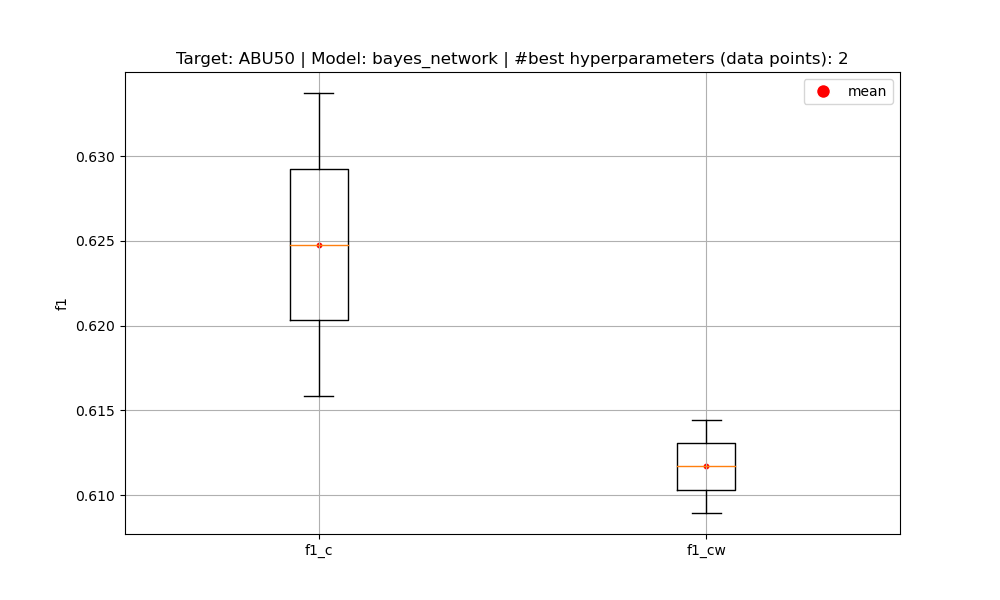 Target: ABU50 | Model: bayes_network | #best hyperparameters (data points): 2
mean
0.630
0.625
0.620
0.615
0.610
f1
f1_c
f1_cw